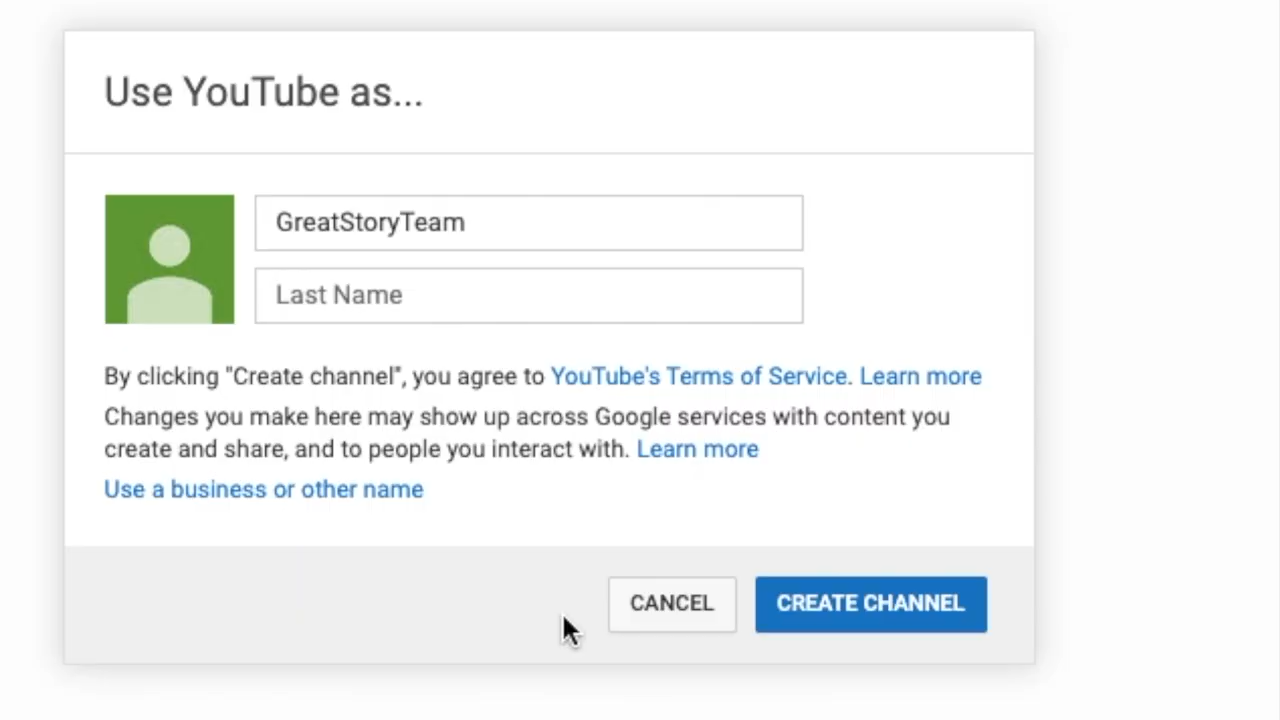 Use YouTube as...
GreatStoryTeam
Last Name
By clicking "Create channel", you agree to YouTube's Terms of Service. Learn more
Changes you make here may show up across Google services with content you
create and share, and to people you interact with. Learn more
Use a business or other name
CANCEL CREATE CHANNEL